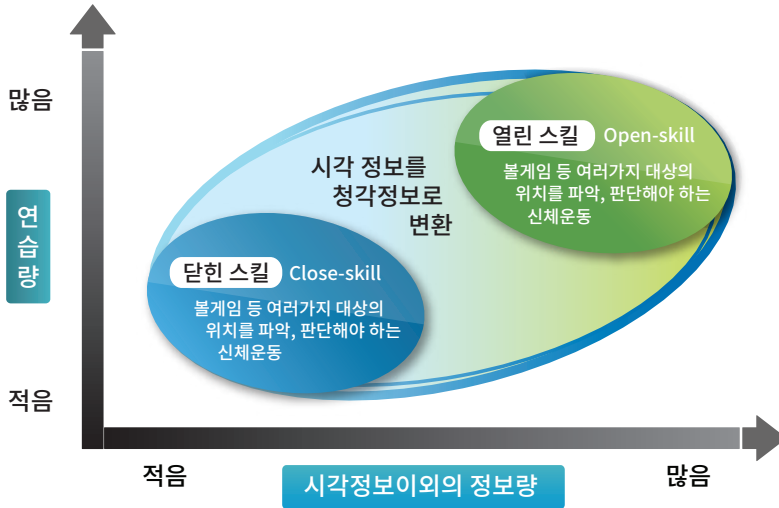 많음
연
습
량
적음
시각 정보를
청각정보로
변환
열린 스킬 Open-skill
볼게임 등 여러가지 대상의
위치를 파악, 판단해야 하는
신체운동
닫힌 스킬 Close-skill
볼게임 등 여러가지 대상의
위치를 파악, 판단해야 하는
신체운동
적음
시각정보이외의 정보량
많음